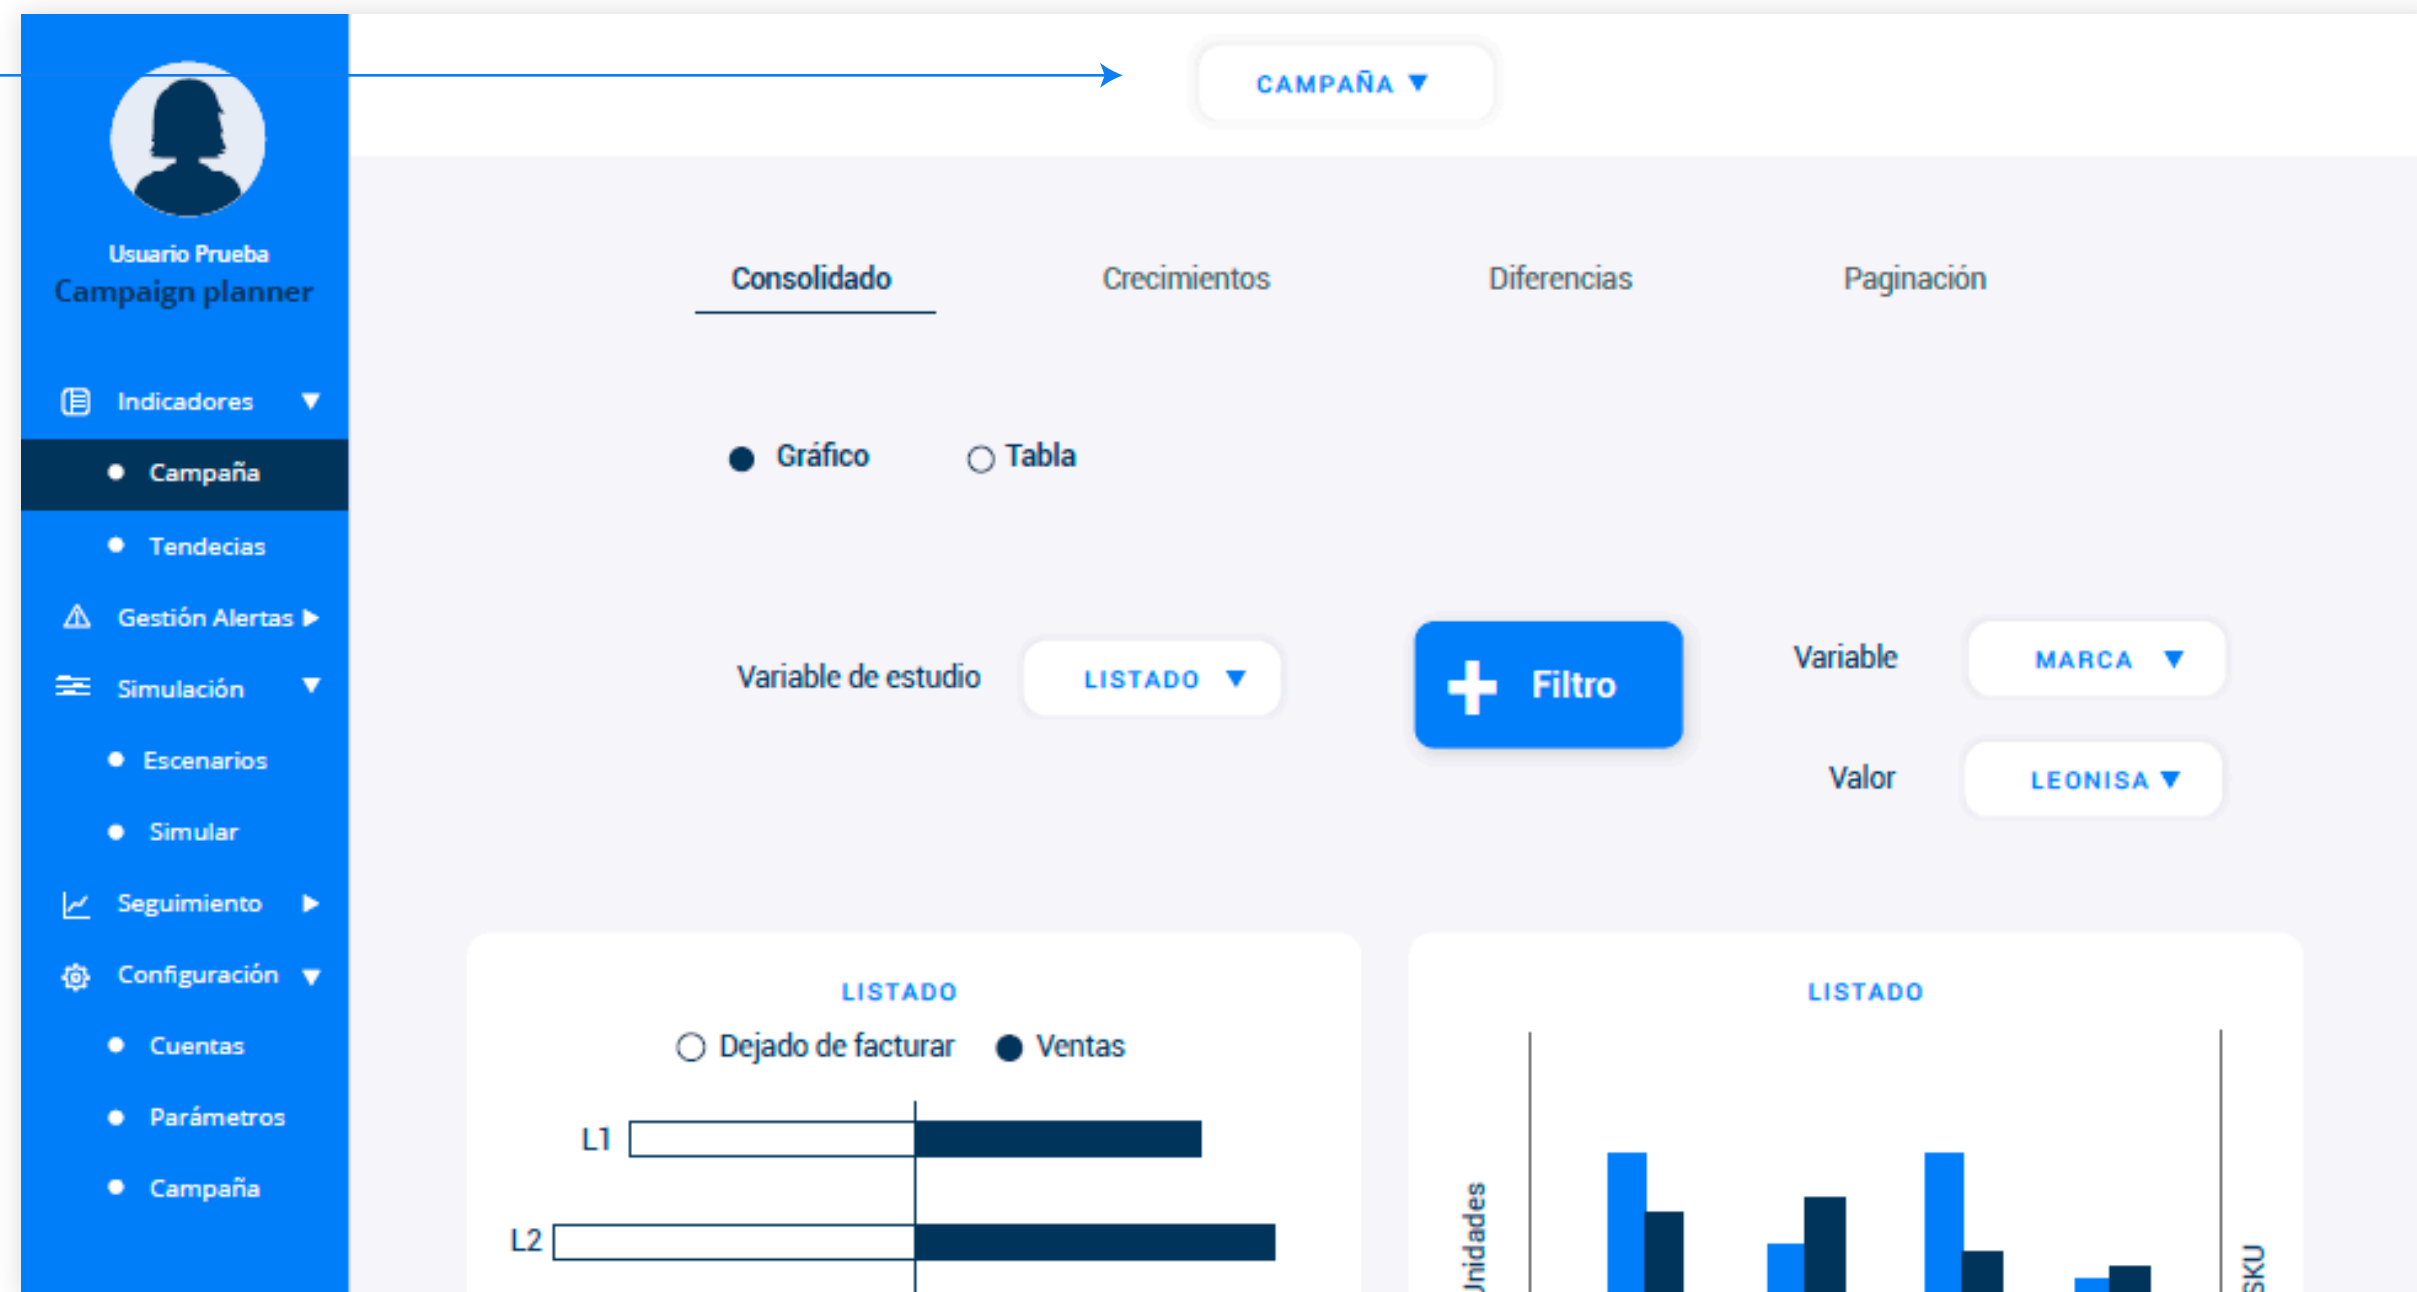 CAMPAÑA ▼
Usuario Prueba
Campaign planner
Indicadores ▼
Campaña
Tendecias
Gestión Alertas ▶
Simulación ▼
Escenarios
Simular
Seguimiento ▶
Configuración ▼
Cuentas
Parámetros
Campaña
Consolidado Crecimientos Diferencias Paginación
Gráfico Tabla
Variable de estudio LISTADO ▼
+ Filtro
Variable MARCA ▼
Valor LEONISA ▼
LISTADO
Dejado de facturar Ventas
L1
L2
LISTADO
Unidades
SKU